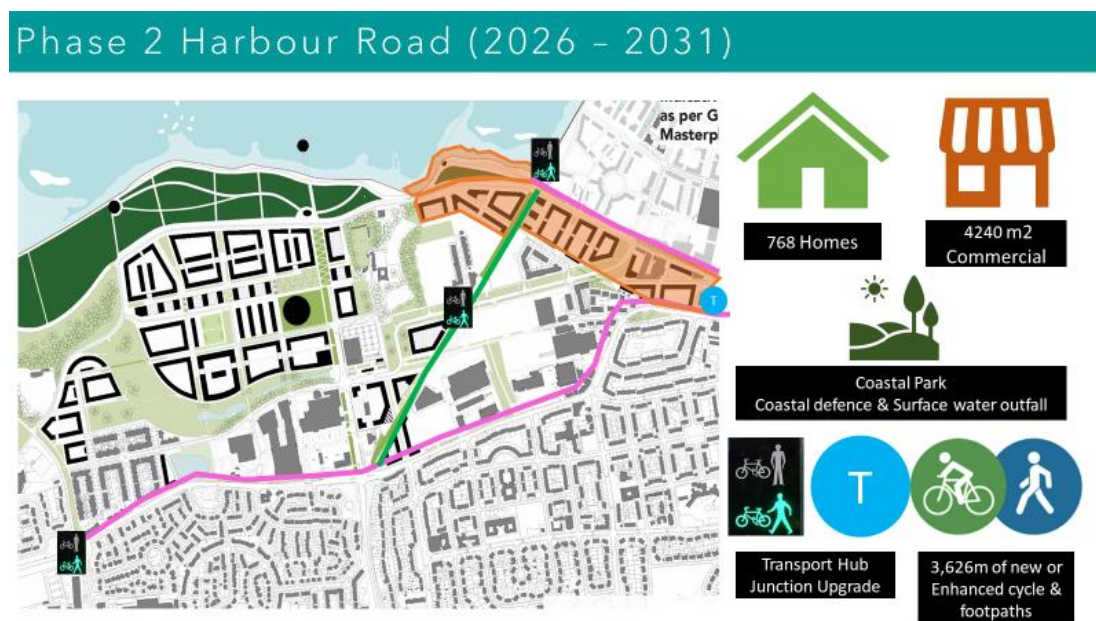 Phase 2 Harbour Road (2026 – 2031)
as per G
Masterpl
T
768 Homes
4240 m2
Commercial
Coastal Park
Coastal defence & Surface water outfall
T
Transport Hub
Junction Upgrade
3,626m of new or
Enhanced cycle &
footpaths